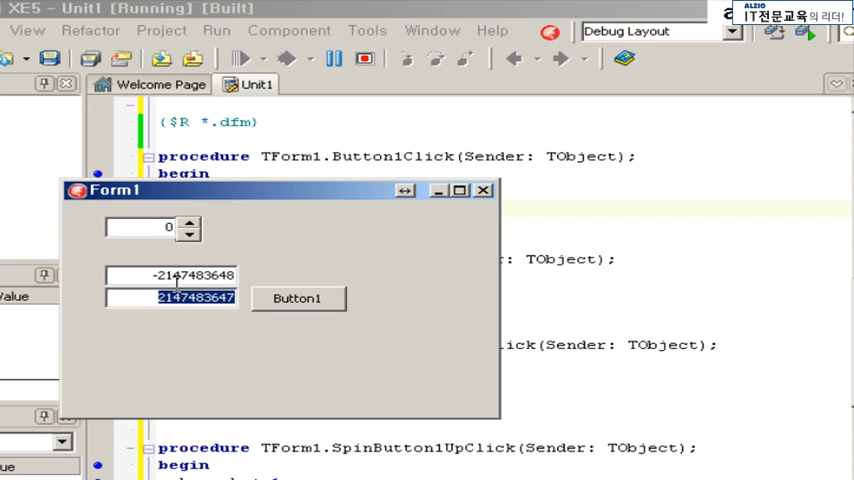 XE5 - Unit1 [Running] [Built]
ALZIO
IT전문교육의 리더!
View Refactor Project Run Component Tools Window Help
Debug Layout
Welcome Page Unit1
{$R *.dfm}
procedure TForm1.Button1Click(Sender: TObject);
begin
Form1
0
: TObject);
-2147483648
Value
2147483647
Button1
ick(Sender: TObject);
procedure TForm1.SpinButton1UpClick(Sender: TObject);
begin